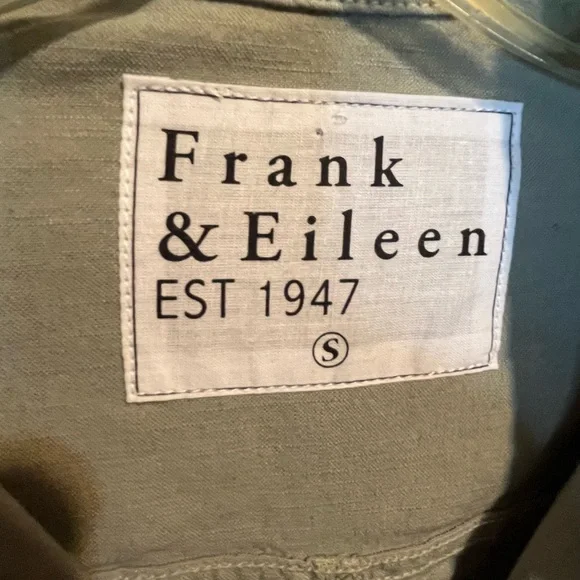 Frank
& Eileen
EST 1947
S